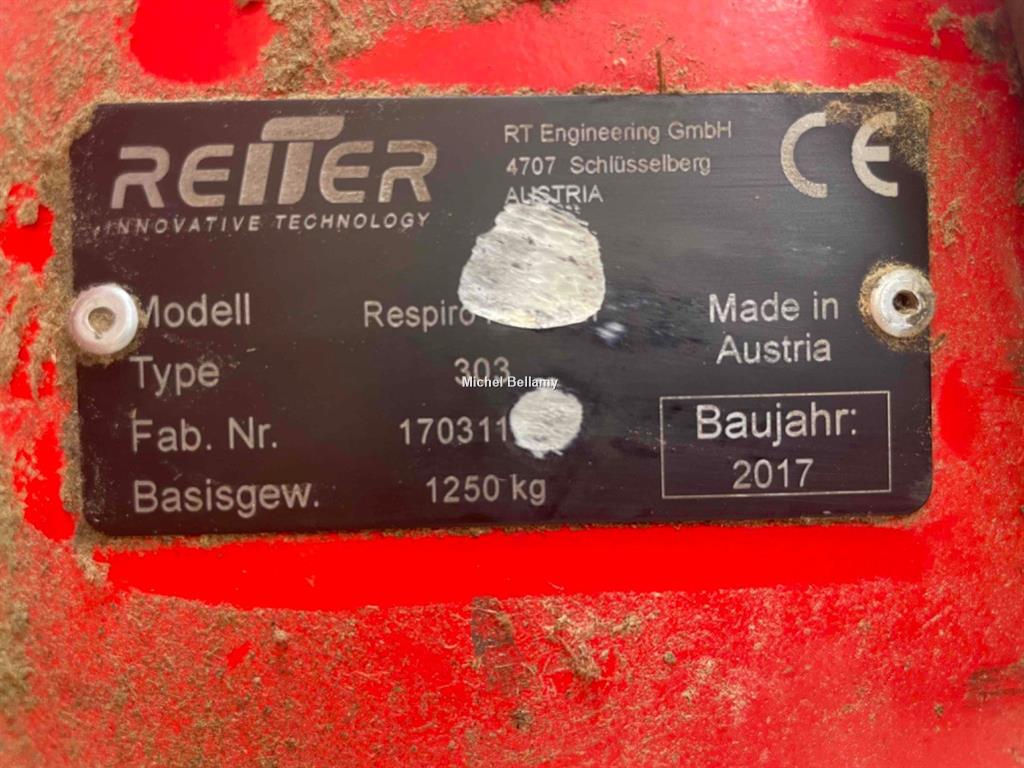 REITER
INNOVATIVE TECHNOLOGY
RT Engineering GmbH
4707 Schlüsselberg
AUSTRIA
CE
Modell Respiro
Made in
Austria
Type 303
Michel Bellamy
Fab. Nr. 170311
Basisgew. 1250 kg
Baujahr:
2017